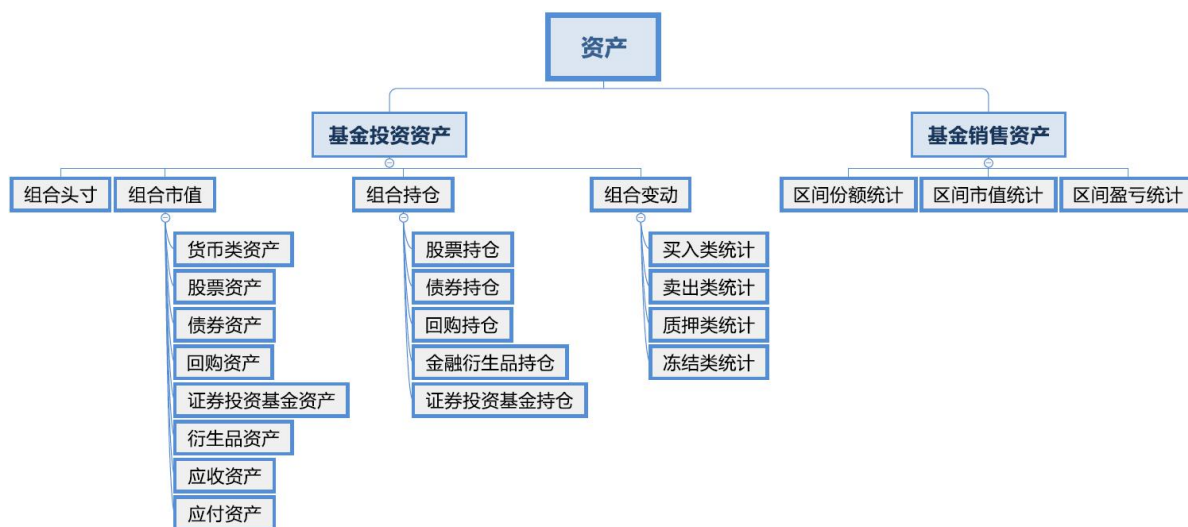 资产
基金投资资产
基金销售资产
组合头寸
组合市值
组合持仓
组合变动
区间份额统计
区间市值统计
区间盈亏统计
货币类资产
股票资产
债券资产
回购资产
证券投资基金资产
衍生品资产
应收资产
应付资产
股票持仓
债券持仓
回购持仓
金融衍生品持仓
证券投资基金持仓
买入类统计
卖出类统计
质押类统计
冻结类统计